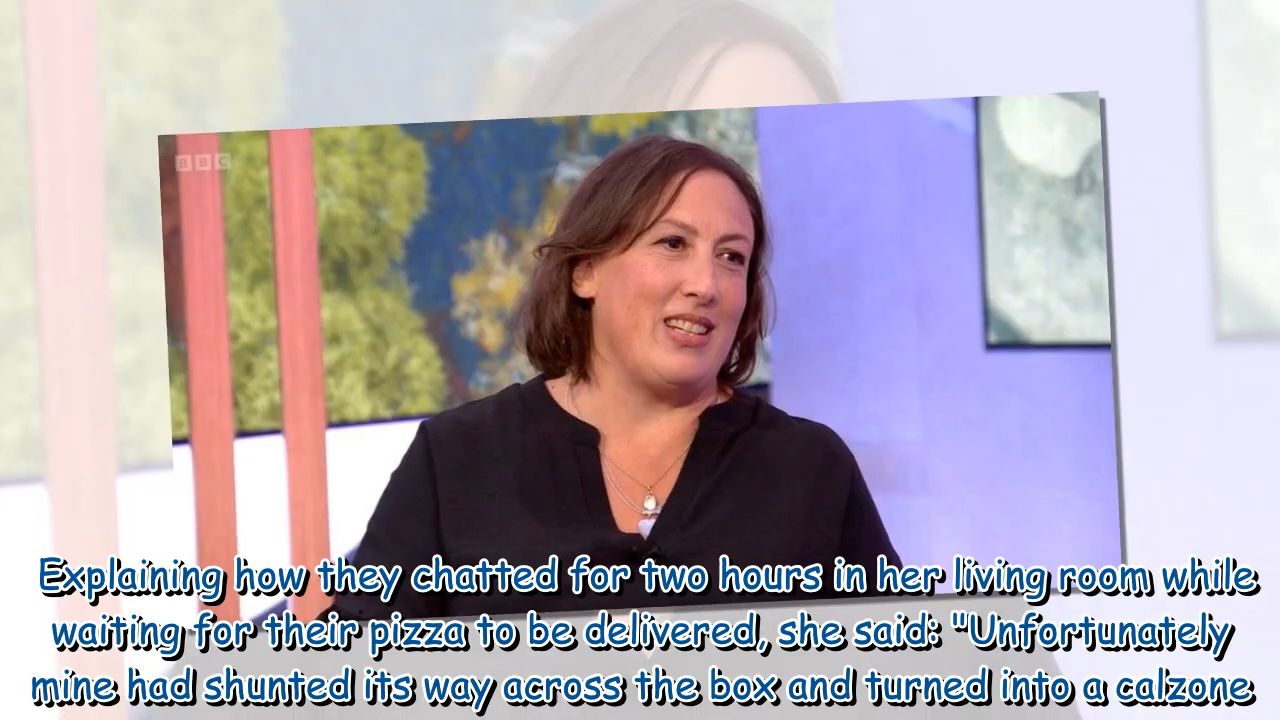 BBC
Explaining how they chatted for two hours in her living room while
waiting for their pizza to be delivered, she said: "Unfortunately
mine had shunted its way across the box and turned into a calzone